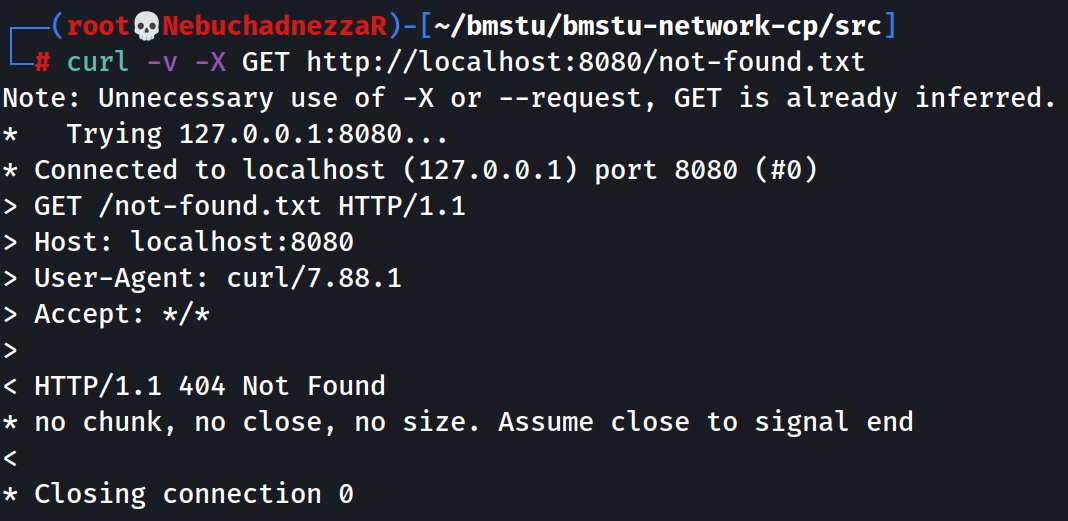 ┌──(root💀NebuchadnezzaR)-[~/bmstu/bmstu-network-cp/src]
└─# curl -v -X GET http://localhost:8080/not-found.txt
Note: Unnecessary use of -X or --request, GET is already inferred.
*   Trying 127.0.0.1:8080...
* Connected to localhost (127.0.0.1) port 8080 (#0)
> GET /not-found.txt HTTP/1.1
> Host: localhost:8080
> User-Agent: curl/7.88.1
> Accept: */*
>
< HTTP/1.1 404 Not Found
* no chunk, no close, no size. Assume close to signal end
<
* Closing connection 0